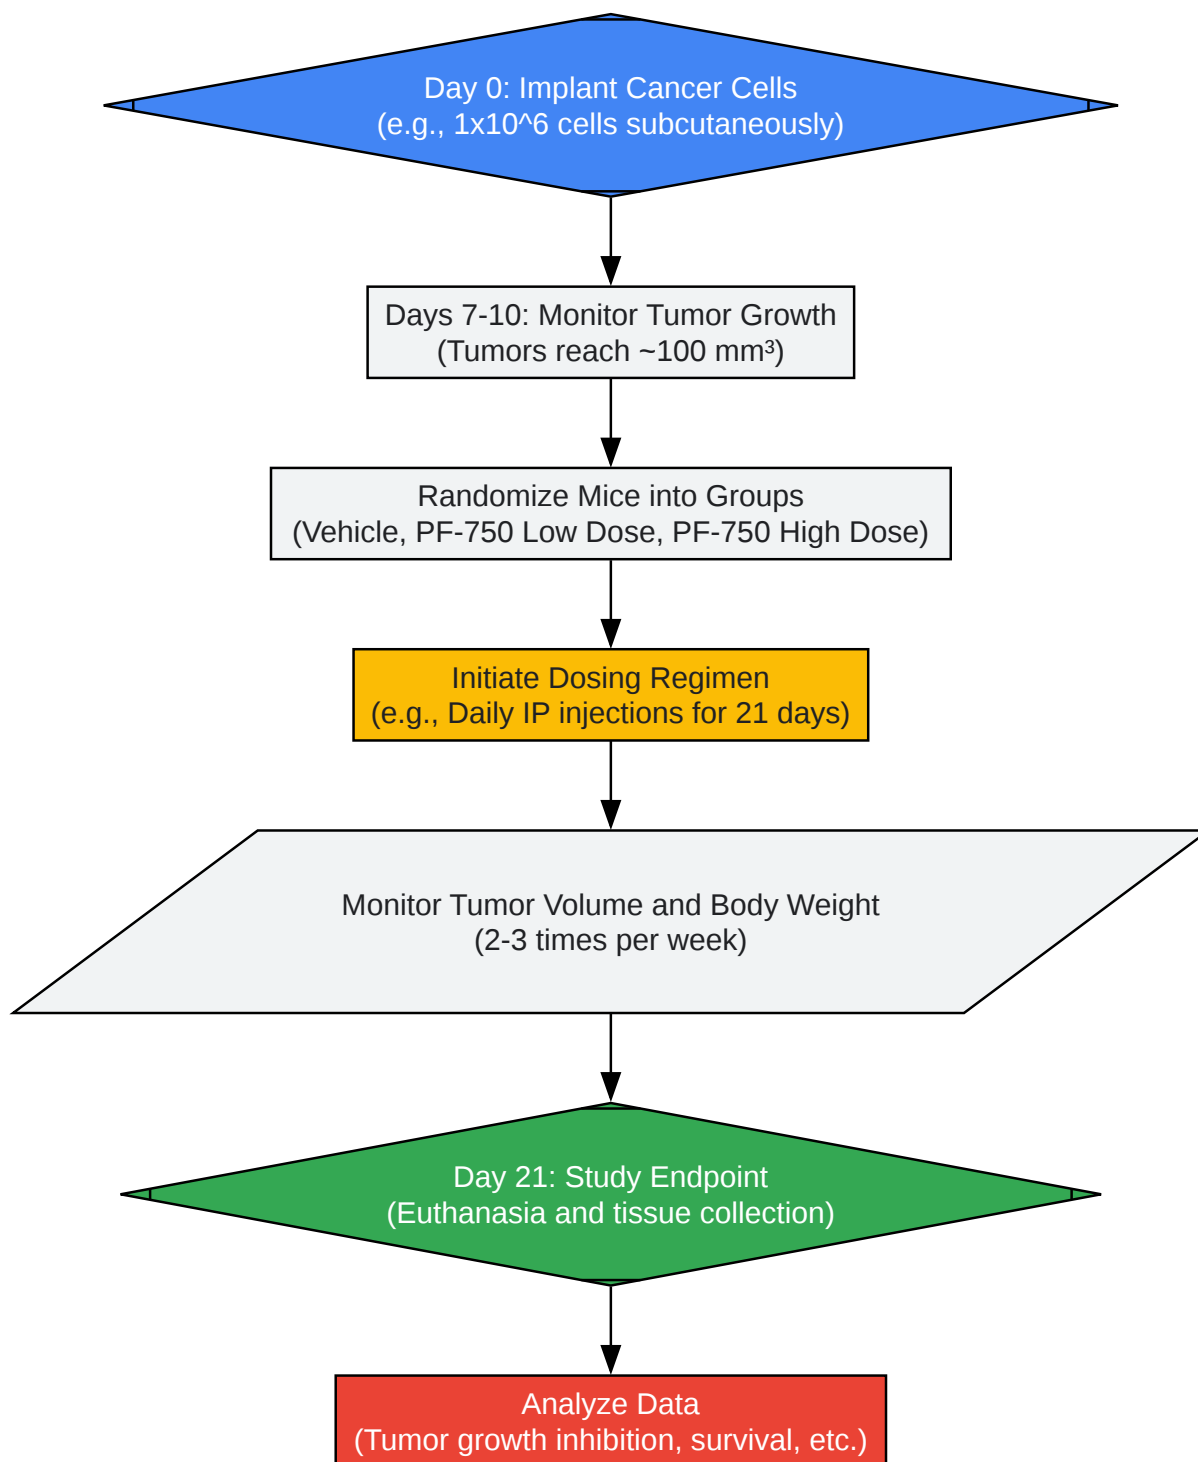 Day 0: Implant Cancer Cells
(e.g., 1x10^6 cells subcutaneously)
Days 7-10: Monitor Tumor Growth
(Tumors reach ~100 mm³)
Randomize Mice into Groups
(Vehicle, PF-750 Low Dose, PF-750 High Dose)
Initiate Dosing Regimen
(e.g., Daily IP injections for 21 days)
Monitor Tumor Volume and Body Weight
(2-3 times per week)
Day 21: Study Endpoint
(Euthanasia and tissue collection)
Analyze Data
(Tumor growth inhibition, survival, etc.)